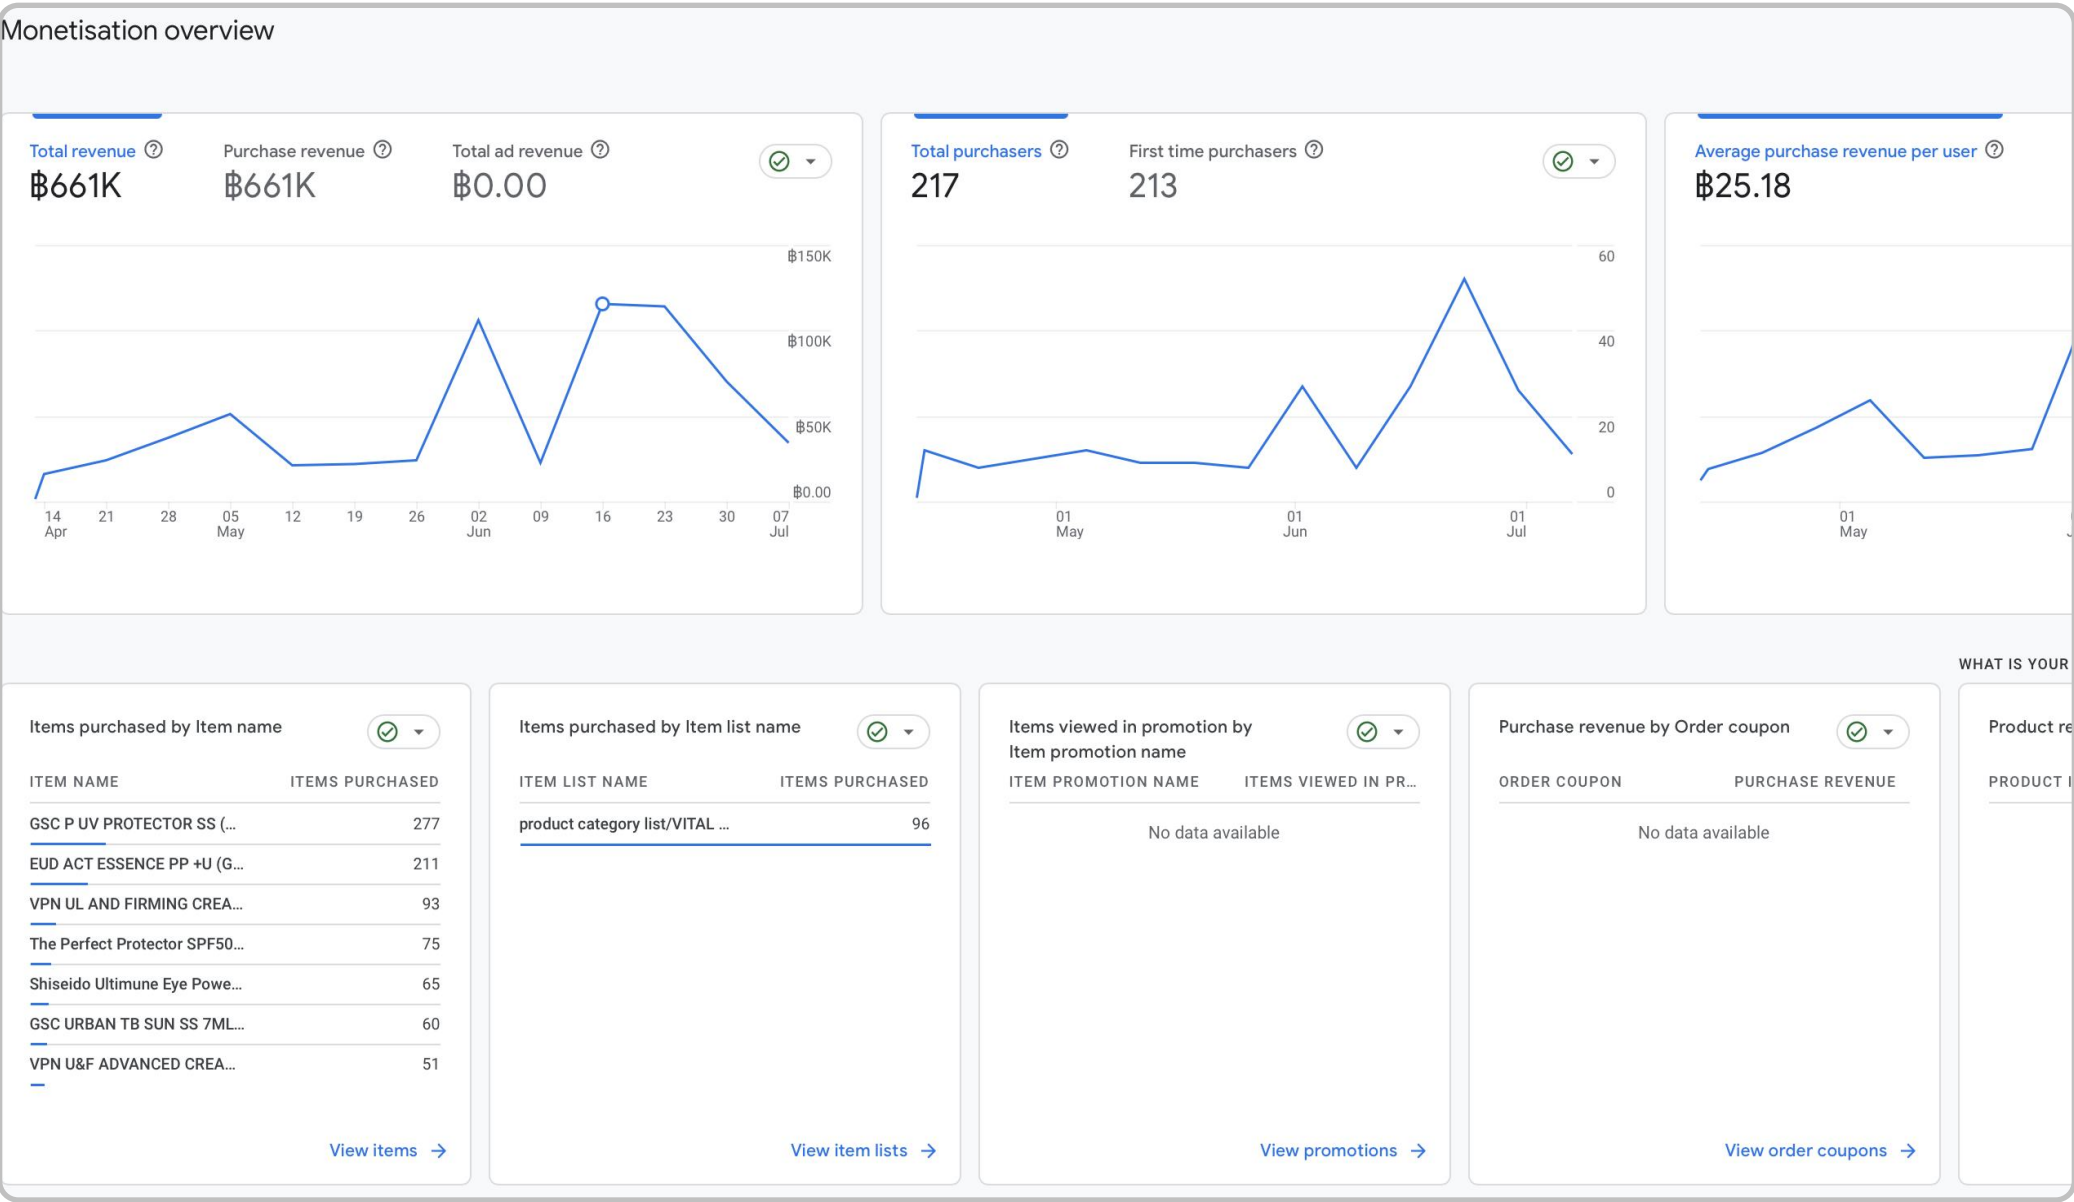 Monetisation overview
Total revenue
฿661K
Purchase revenue
฿661K
Total ad revenue
฿0.00
฿150K
฿100K
฿50K
฿0.00
14 21 28 05 12 19 26 02 09 16 23 30 07
Apr May Jun Jul
Total purchasers
217
First time purchasers
213
60
40
20
0
01 01 01
May Jun Jul
Average purchase revenue per user
฿25.18
01
May
WHAT IS YOUR
Items purchased by Item name
ITEM NAME ITEMS PURCHASED
GSC P UV PROTECTOR SS (... 277
EUD ACT ESSENCE PP +U (G... 211
VPN UL AND FIRMING CREA... 93
The Perfect Protector SPF50... 75
Shiseido Ultimune Eye Powe... 65
GSC URBAN TB SUN SS 7ML... 60
VPN U&F ADVANCED CREA... 51
View items →
Items purchased by Item list name
ITEM LIST NAME ITEMS PURCHASED
product category list/VITAL ... 96
View item lists →
Items viewed in promotion by
Item promotion name
ITEM PROMOTION NAME ITEMS VIEWED IN PR...
No data available
View promotions →
Purchase revenue by Order coupon
ORDER COUPON PURCHASE REVENUE
No data available
View order coupons →
Product re
PRODUCT I